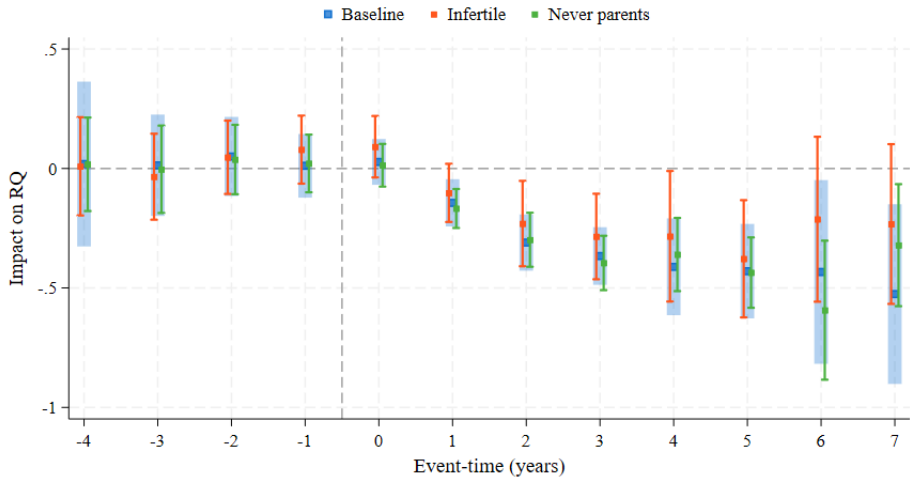 Baseline Infertile Never parents
.5
0
-.5
-1
Impact on RQ
-4 -3 -2 -1 0 1 2 3 4 5 6 7
Event-time (years)